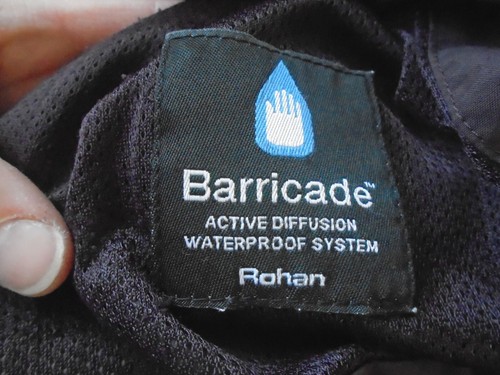 Barricade™
ACTIVE DIFFUSION
WATERPROOF SYSTEM
Rohan